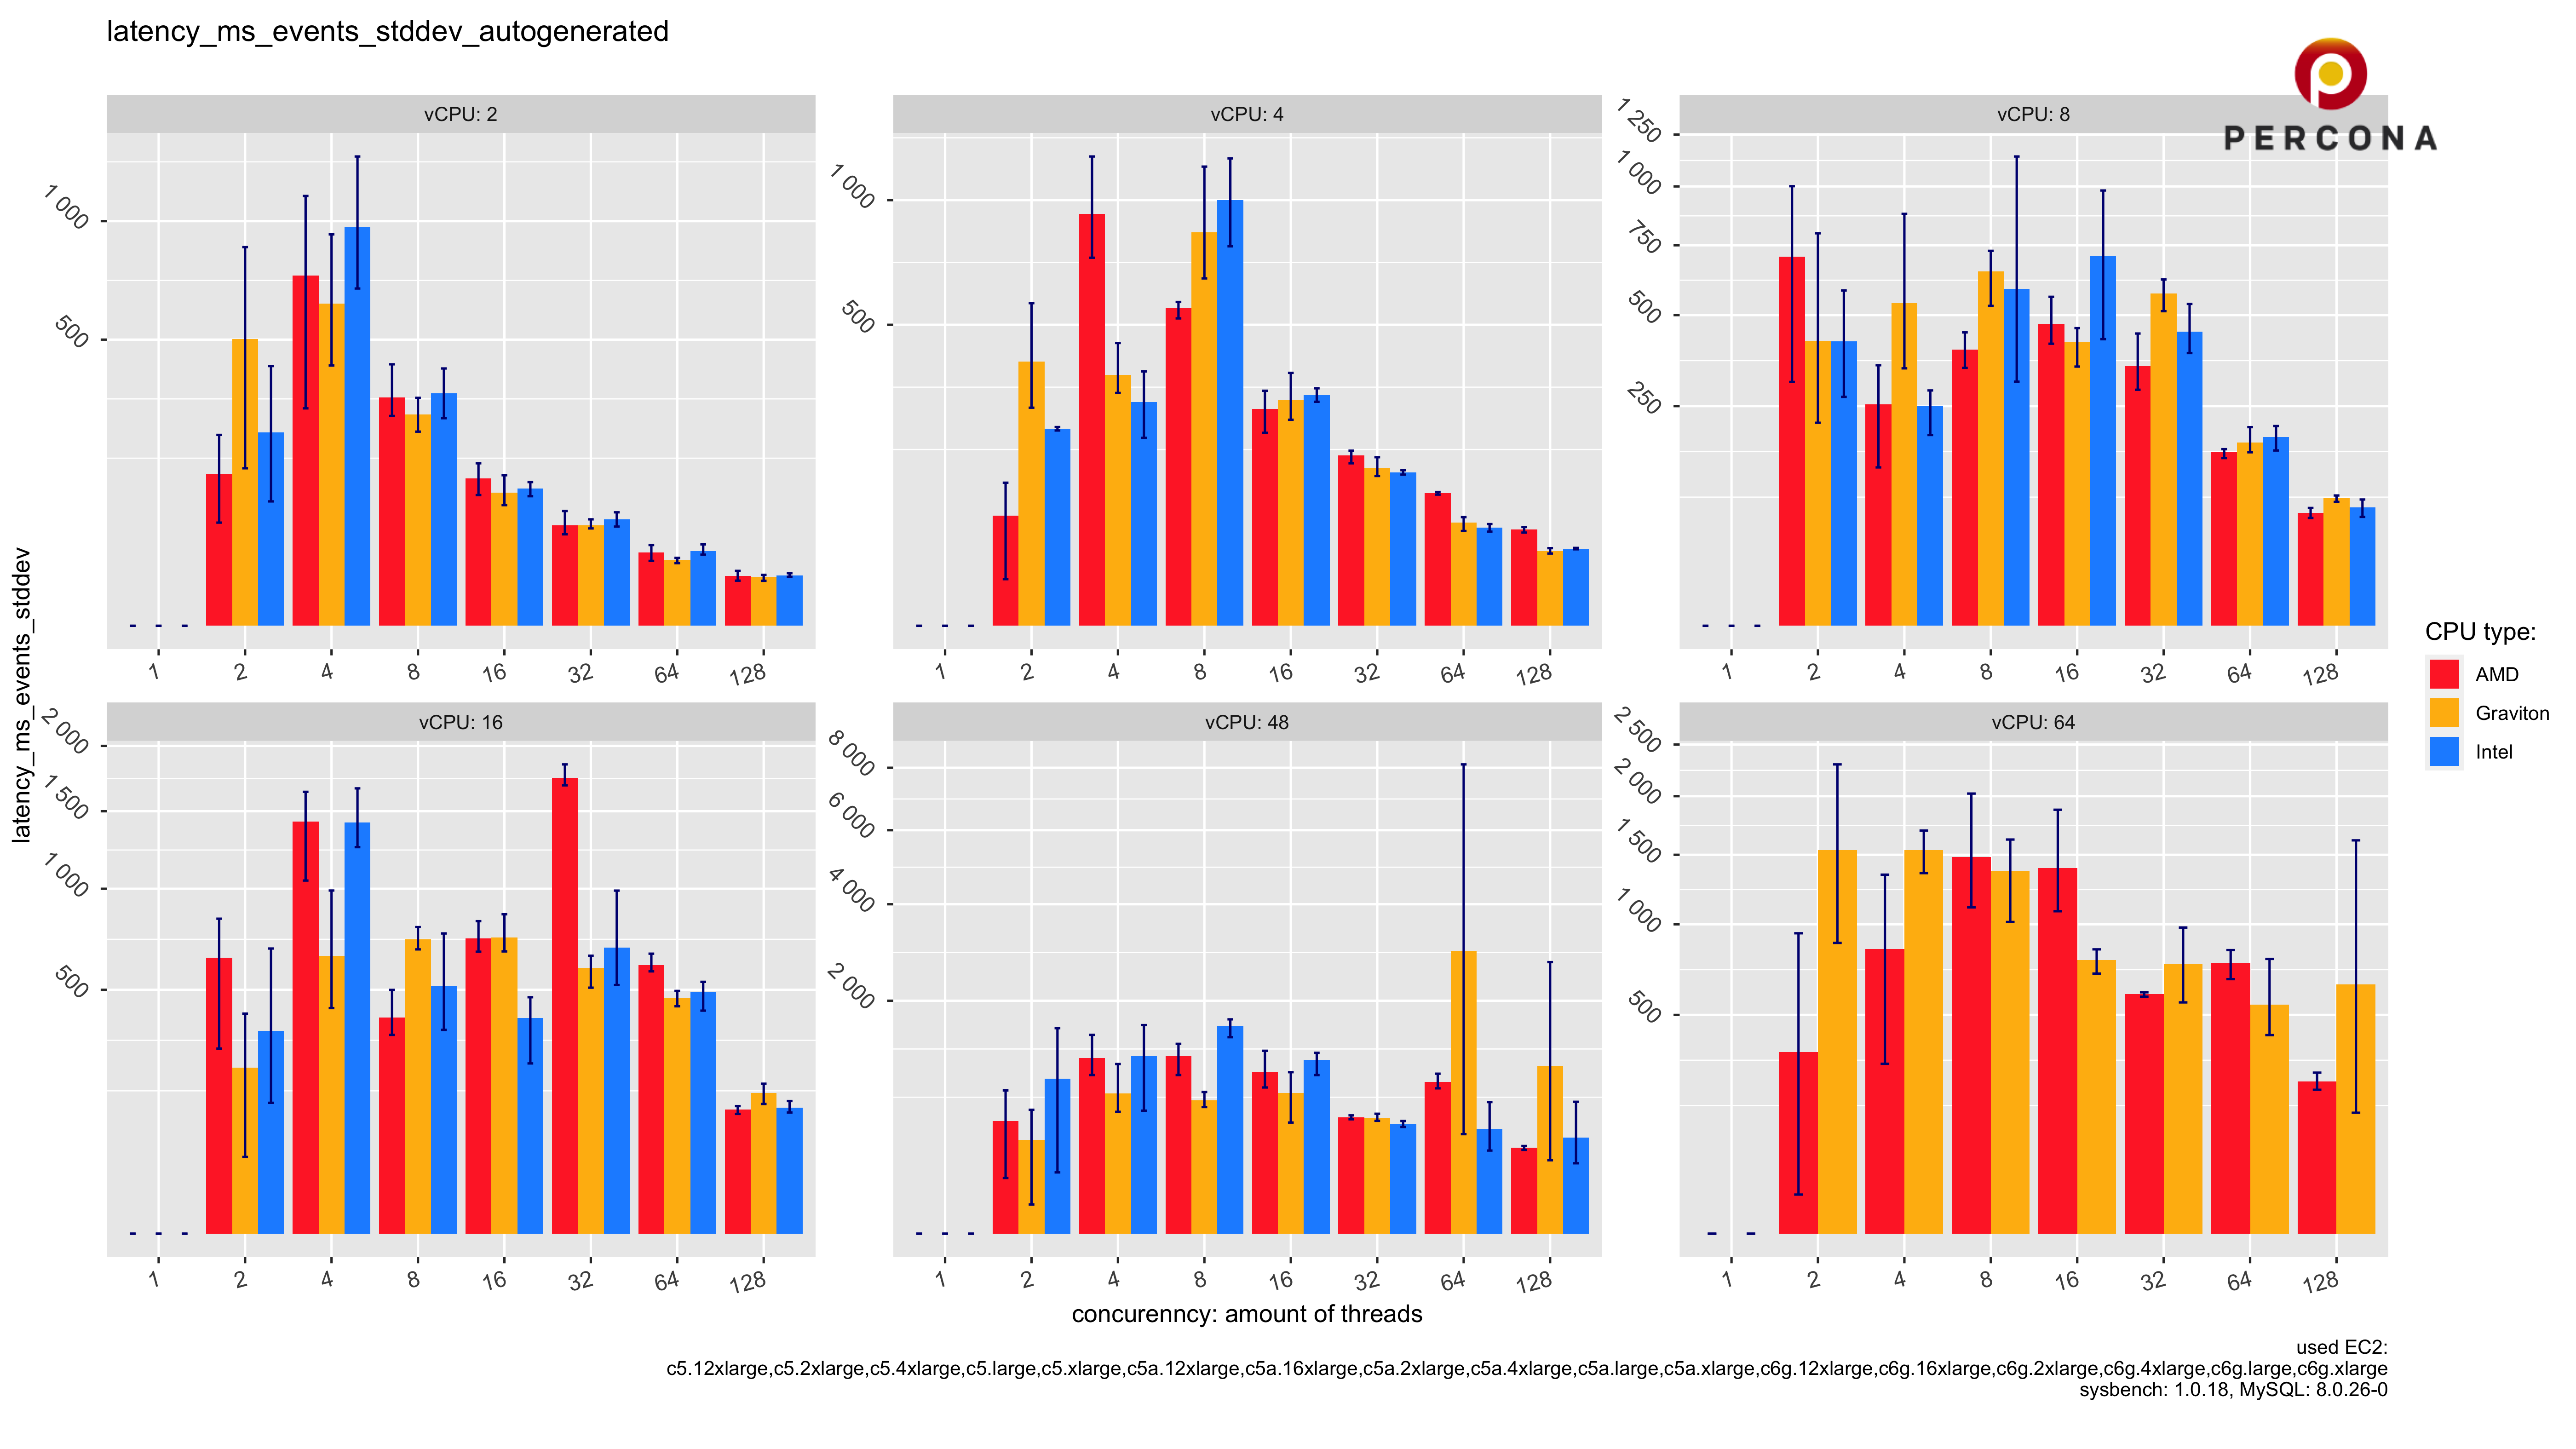 latency_ms_events_stddev_autogenerated
PERCONA
vCPU: 2
vCPU: 4
vCPU: 8
1 000
500
1 000
500
1 250
1 000
750
500
250
1 2 4 8 16 32 64 128
1 2 4 8 16 32 64 128
1 2 4 8 16 32 64 128
latency_ms_events_stddev
vCPU: 16
vCPU: 48
vCPU: 64
2 000
1 500
1 000
500
8 000
6 000
4 000
2 000
2 500
2 000
1 500
1 000
500
1 2 4 8 16 32 64 128
1 2 4 8 16 32 64 128
1 2 4 8 16 32 64 128
concurenncy: amount of threads
CPU type:
AMD
Graviton
Intel
used EC2:
c5.12xlarge,c5.2xlarge,c5.4xlarge,c5.large,c5.xlarge,c5a.12xlarge,c5a.16xlarge,c5a.2xlarge,c5a.4xlarge,c5a.large,c5a.xlarge,c6g.12xlarge,c6g.16xlarge,c6g.2xlarge,c6g.4xlarge,c6g.large,c6g.xlarge
sysbench: 1.0.18, MySQL: 8.0.26-0